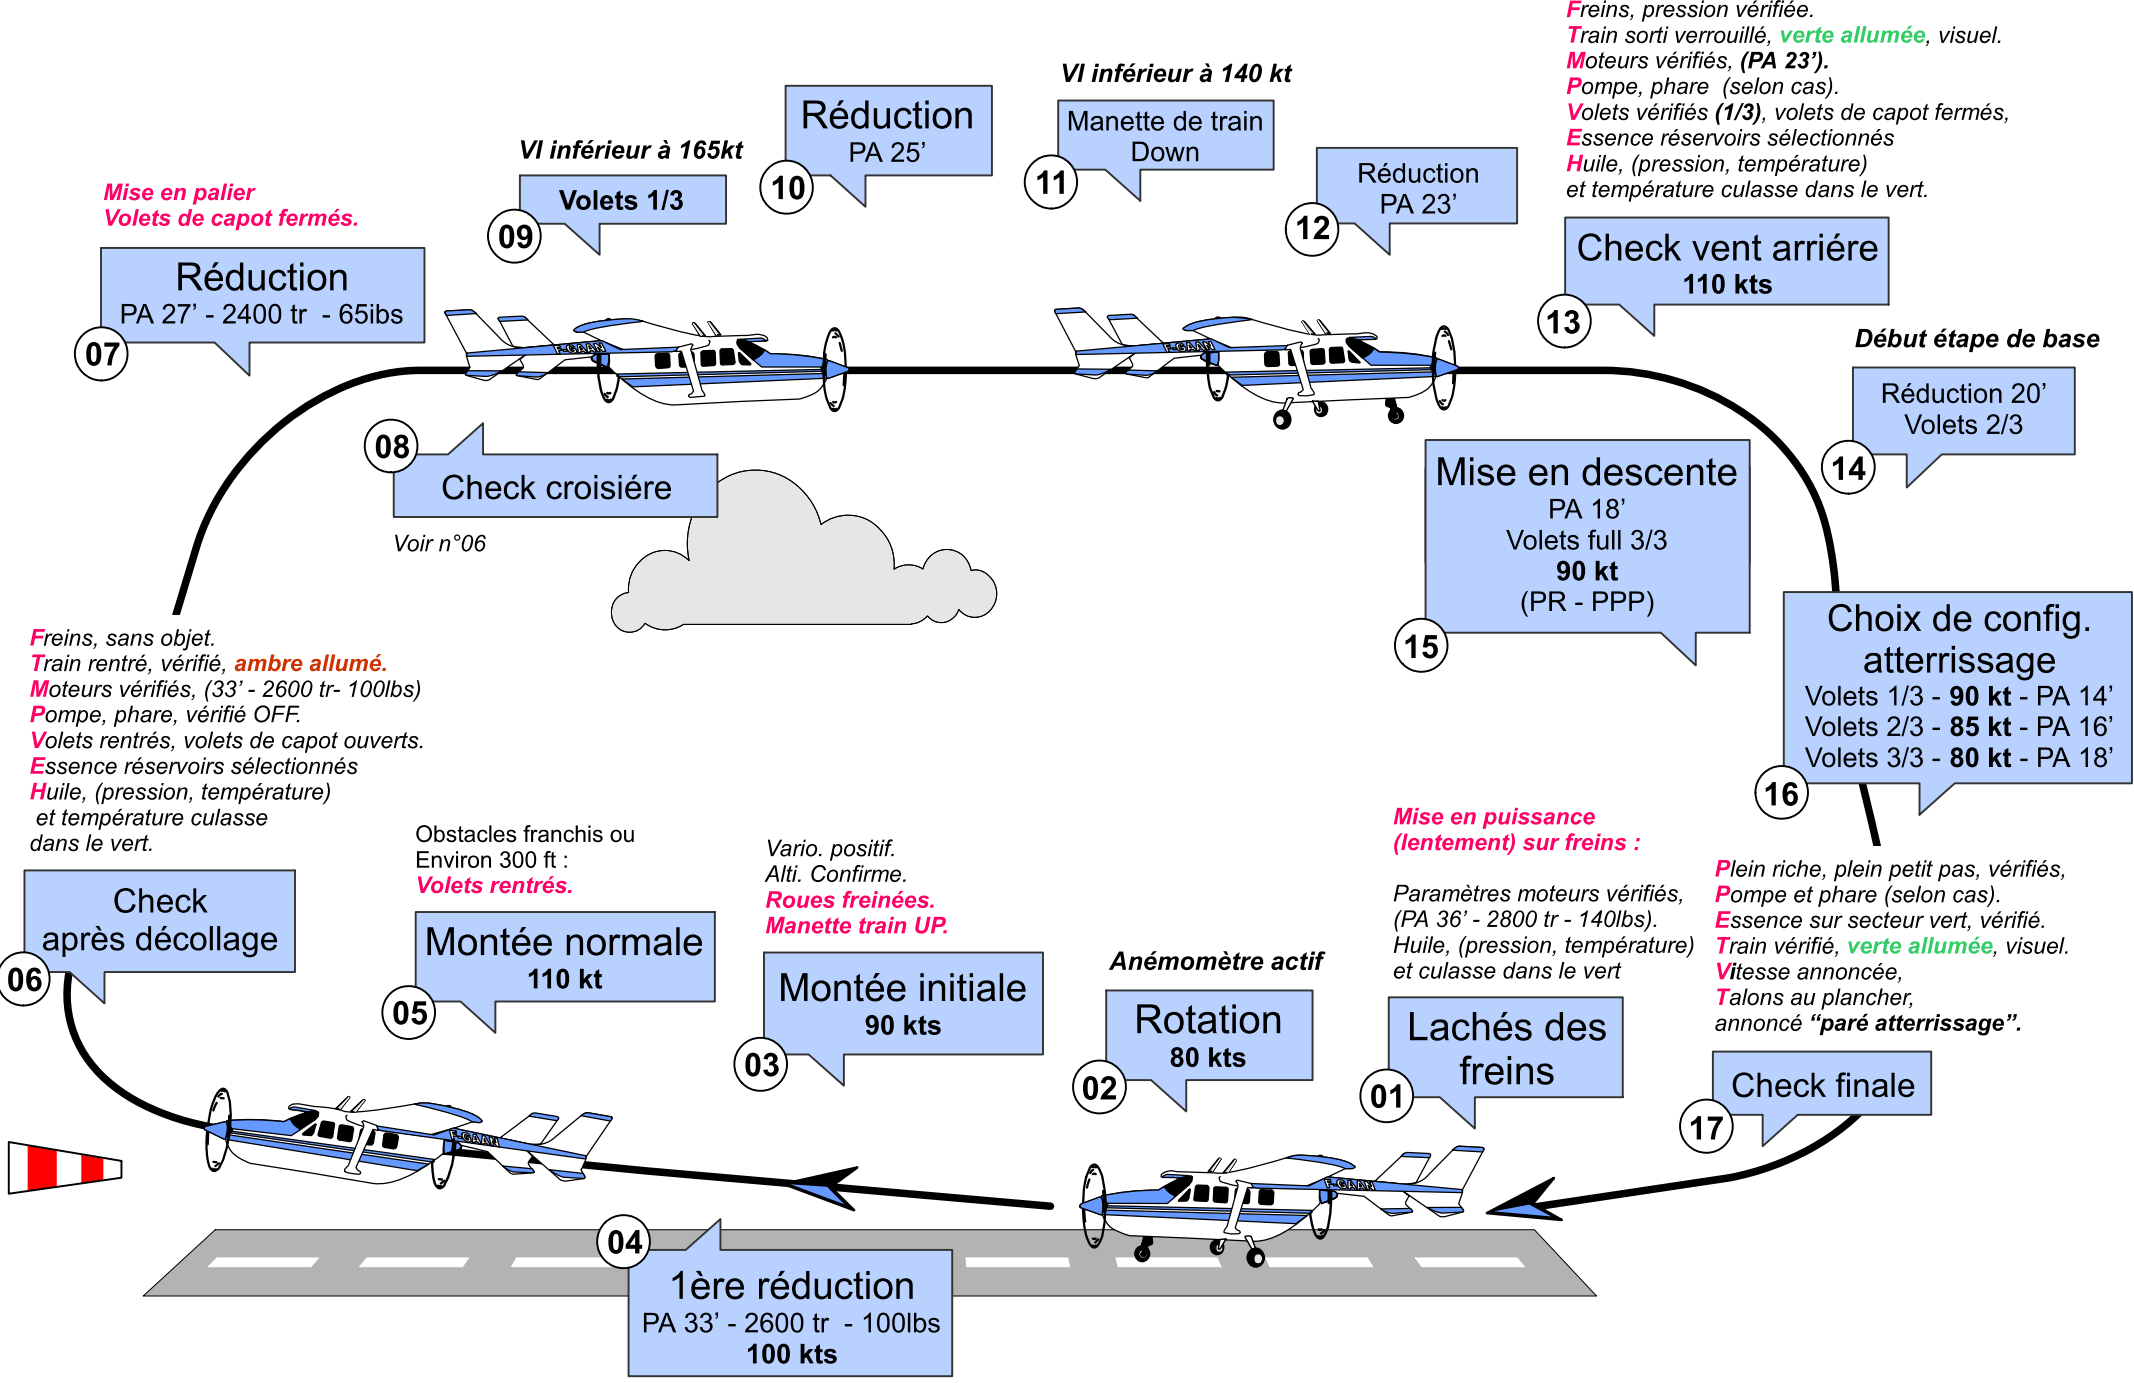 Freins, pression vérifiée.
Train sorti verrouillé, verte allumée, visuel.
Moteurs vérifiés, (PA 23’).
Pompe, phare  (selon cas).
Volets vérifiés (1/3), volets de capot fermés,
Essence réservoirs sélectionnés
Huile, (pression, température)
et température culasse dans le vert.
Check vent arriére
110 kts
13
VI inférieur à 140 kt
Manette de train
Down
11
Réduction
PA 23’
12
Réduction
PA 25’
10
VI inférieur à 165kt
Volets 1/3
09
Mise en palier
Volets de capot fermés.
Réduction
PA 27’ - 2400 tr  - 65ibs
07
F-GAAN
F-GAAN
08
Check croisiére
Voir n°06
Début étape de base
Réduction 20’
Volets 2/3
14
Mise en descente
PA 18’
Volets full 3/3
90 kt
(PR - PPP)
15
Choix de config.
atterrissage
Volets 1/3 - 90 kt - PA 14’
Volets 2/3 - 85 kt - PA 16’
Volets 3/3 - 80 kt - PA 18’
16
Freins, sans objet.
Train rentré, vérifié, ambre allumé.
Moteurs vérifiés, (33’ - 2600 tr- 100lbs)
Pompe, phare, vérifié OFF.
Volets rentrés, volets de capot ouverts.
Essence réservoirs sélectionnés
Huile, (pression, température)
et température culasse
dans le vert.
Check
après décollage
06
Obstacles franchis ou
Environ 300 ft :
Volets rentrés.
Montée normale
110 kt
05
Vario. positif.
Alti. Confirme.
Roues freinées.
Manette train UP.
Montée initiale
90 kts
03
Anémomètre actif
Rotation
80 kts
02
Mise en puissance
(lentement) sur freins :
Paramètres moteurs vérifiés,
(PA 36’ - 2800 tr - 140lbs).
Huile, (pression, température)
et culasse dans le vert
Lachés des
freins
01
Plein riche, plein petit pas, vérifiés,
Pompe et phare (selon cas).
Essence sur secteur vert, vérifié.
Train vérifié, verte allumée, visuel.
Vitesse annoncée,
Talons au plancher,
annoncé “paré atterrissage”.
Check finale
17
F-GAAN
F-GAAN
04
1ère réduction
PA 33’ - 2600 tr  - 100lbs
100 kts